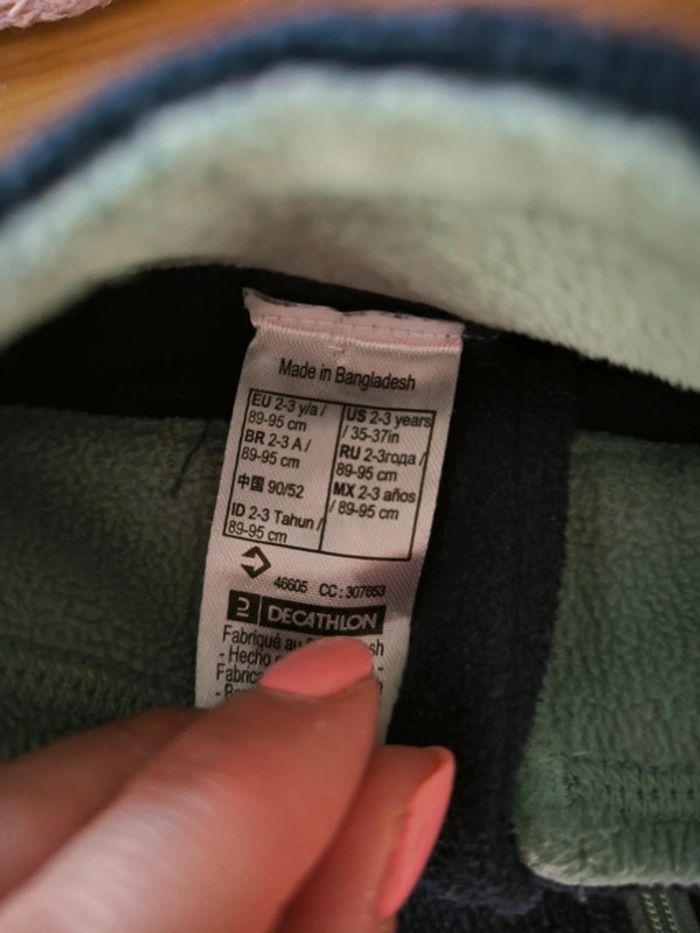 Made in Bangladesh
EU 2-3 y/a /
89-95 cm
BR 2-3 A /
89-95 cm
中国 90/52
ID 2-3 Tahun /
89-95 cm
US 2-3 years
/ 35-37in
RU 2-3года /
89-95 cm
MX 2-3 años
/ 89-95 cm
46605 CC : 307653
DECATHLON
Fabriqué au
- Hecho